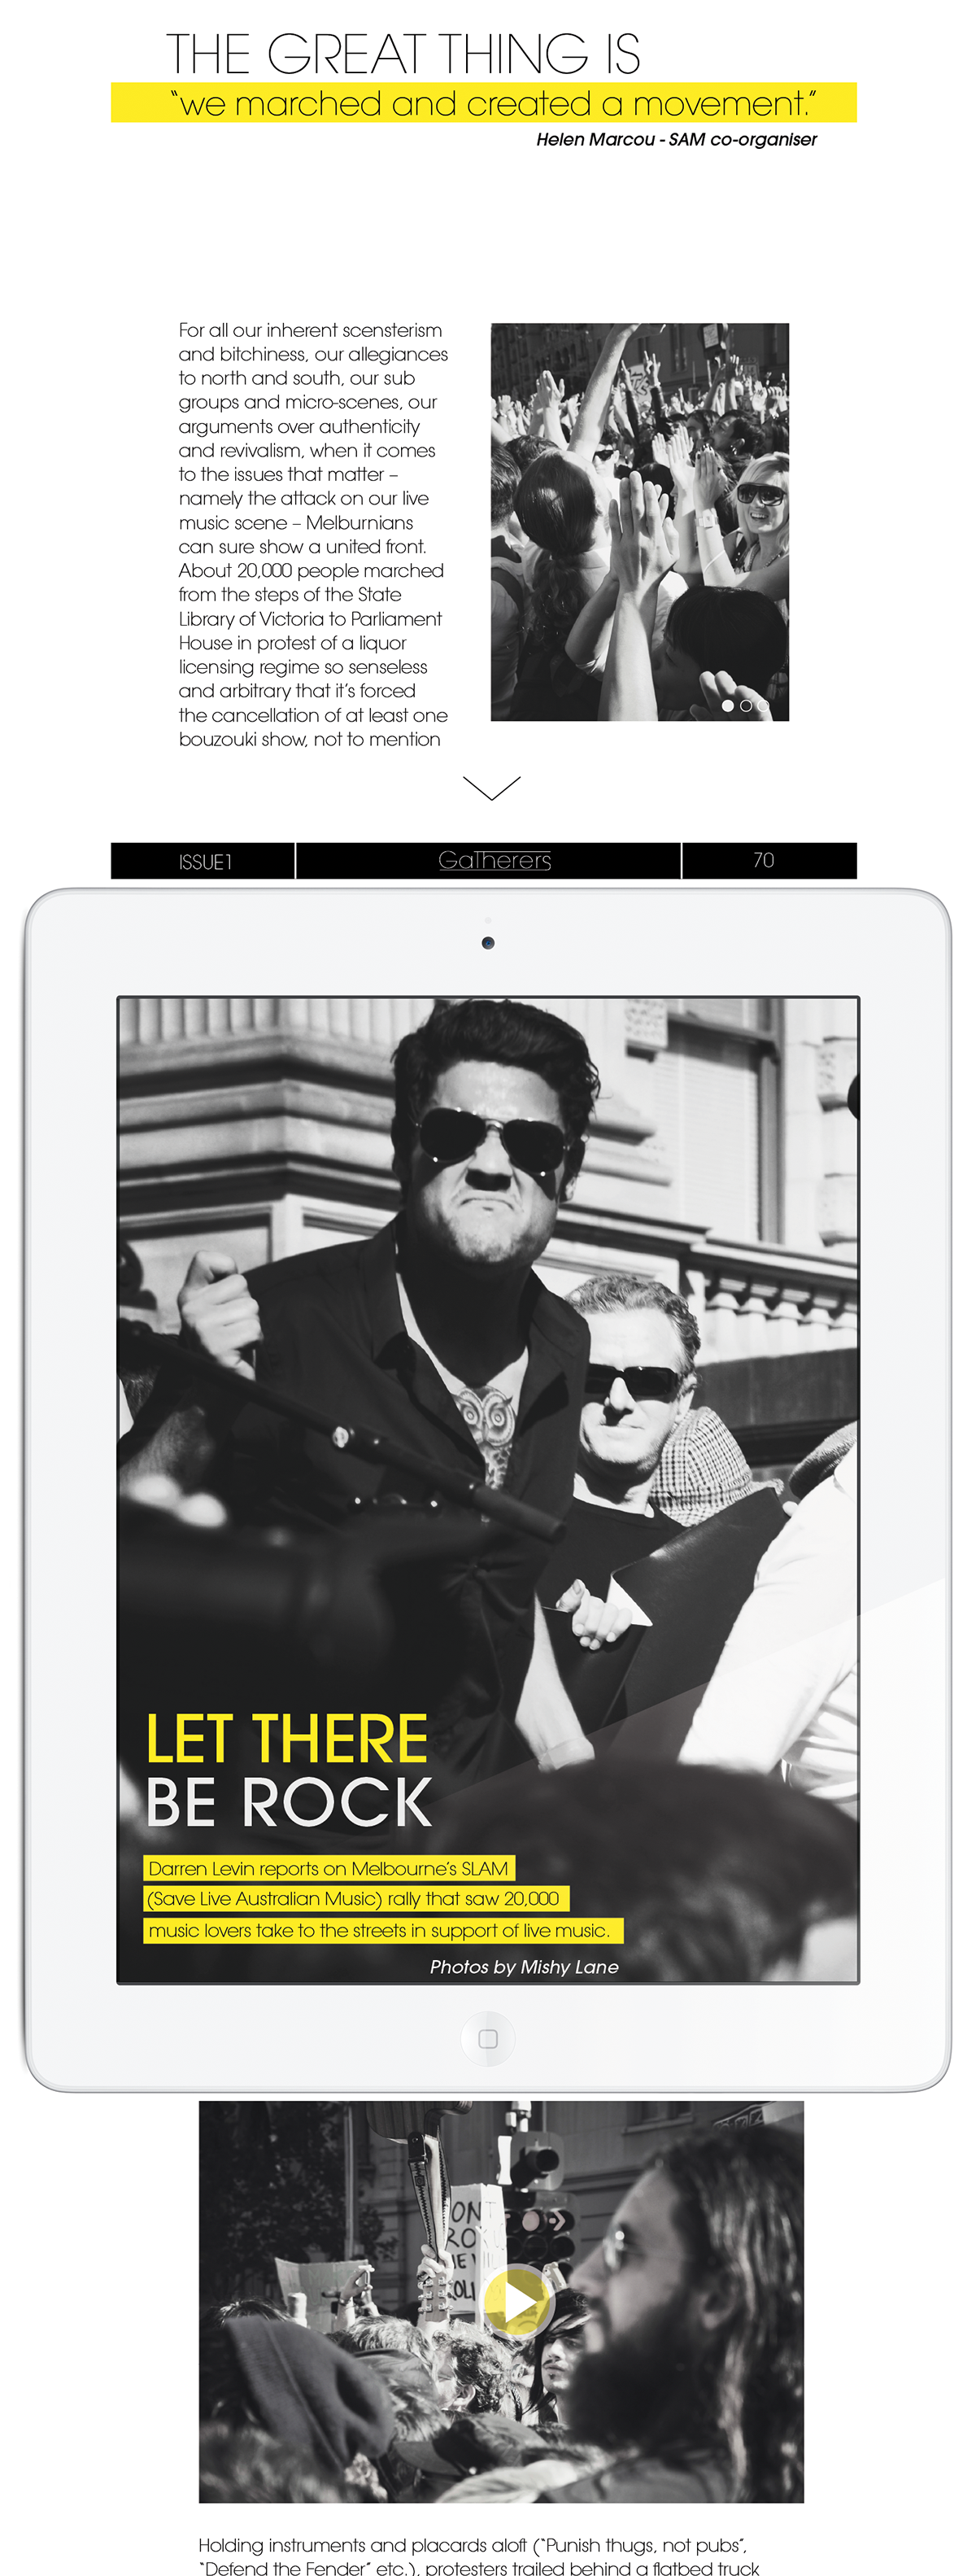 THE GREAT THING IS
“we marched and created a movement.”
Helen Marcou - SAM co-organiser
For all our inherent scensterism
and bitchiness, our allegiances
to north and south, our sub
groups and micro-scenes, our
arguments over authenticity
and revivalism, when it comes
to the issues that matter –
namely the attack on our live
music scene – Melburnians
can sure show a united front.
About 20,000 people marched
from the steps of the State
Library of Victoria to Parliament
House in protest of a liquor
licensing regime so senseless
and arbitrary that it’s forced
the cancellation of at least one
bouzouki show, not to mention
ISSUE1
GaTherers
70
LET THERE
BE ROCK
Darren Levin reports on Melbourne’s SLAM
(Save Live Australian Music) rally that saw 20,000
music lovers take to the streets in support of live music.
Photos by Mishy Lane
Holding instruments and placards aloft (“Punish thugs, not pubs”,
“Defend the Fender” etc.), protesters trailed behind a flatbed truck